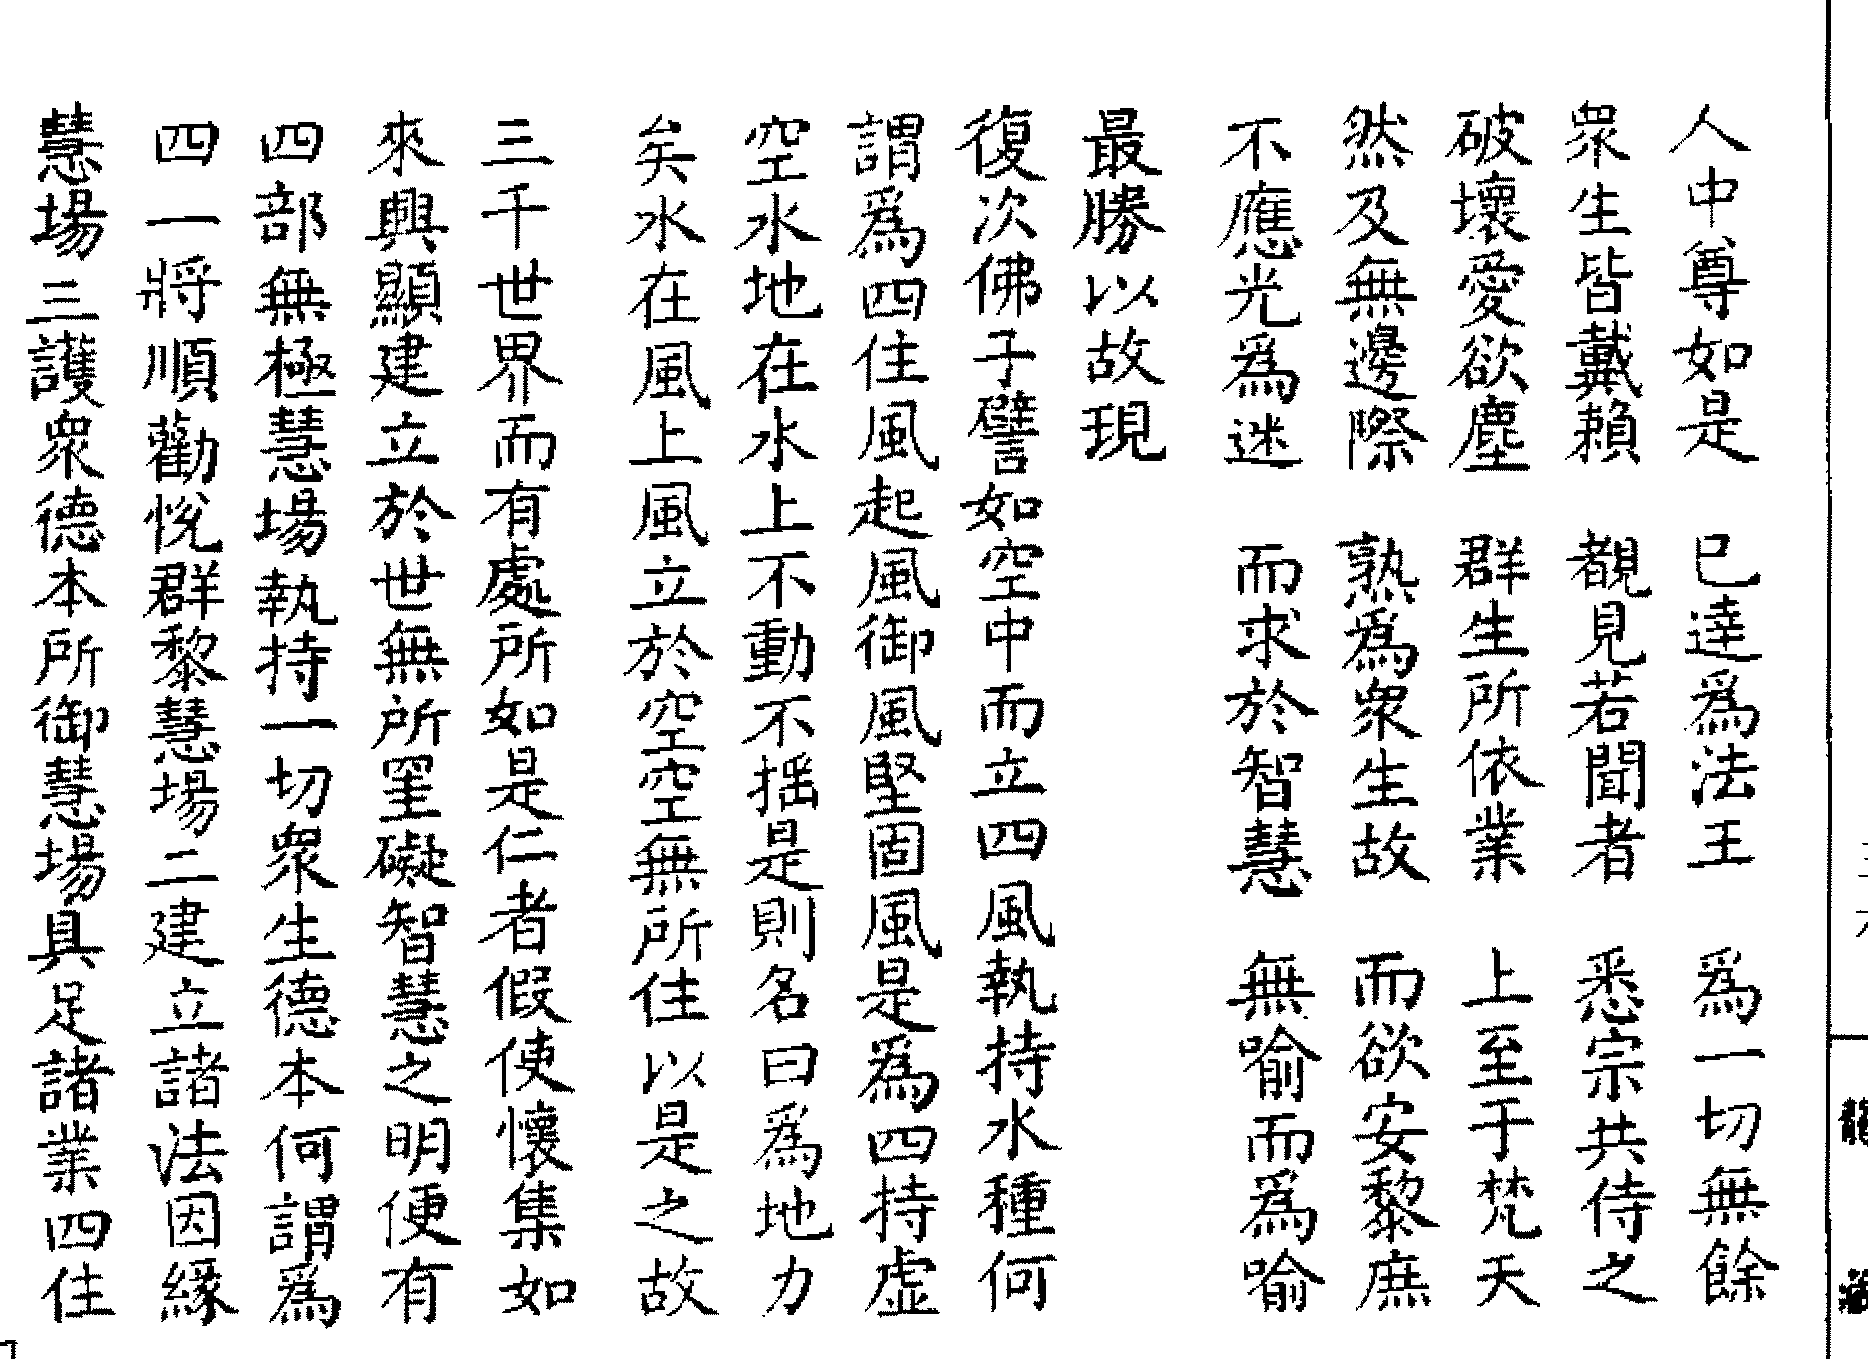 人中尊如是　已達爲法王　爲一切無餘
衆生皆戴賴　覩見若聞者　悉宗共侍之
破壞愛欲塵　群生所依業　上至于梵天
然及無邊際　熟爲衆生故　而欲安黎庶
不應光爲迷　而求於智慧　無喻而爲喻
最勝以故現
復次佛子譬如空中而立四風執持水種何
謂爲四住風起風御風堅固風是爲四持虛
空水地在水上不動不摇是則名曰爲地力
矣水在風上風立於空空無所住以是之故
三千世界而有處所如是仁者假使懷集如
來興顯建立於世無所罣礙智慧之明便有
四部無極慧場執持一切衆生德本何謂爲
四一將順勸悅群黎慧場二建立諸法因緣
慧場三護衆德本所御慧場具足諸業四住